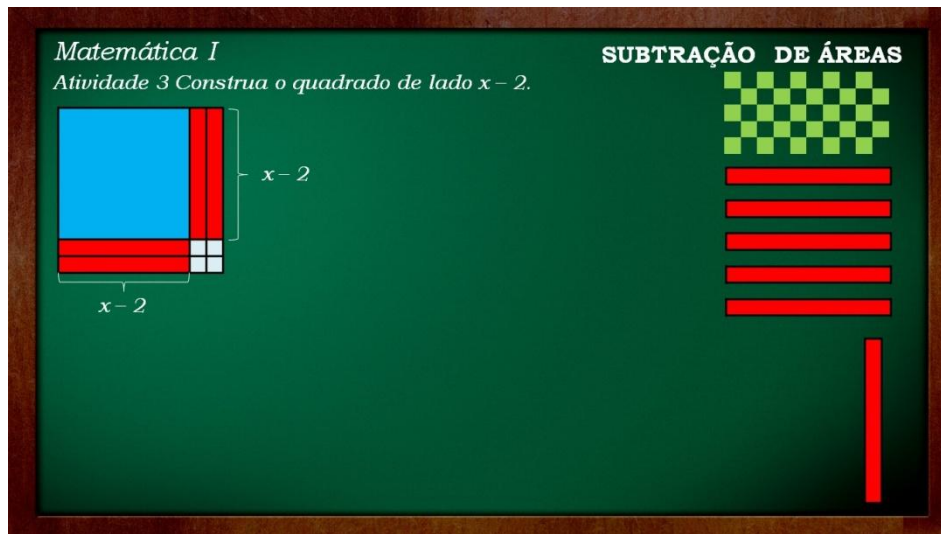 Matemática I
SUBTRAÇÃO DE ÁREAS
Atividade 3 Construa o quadrado de lado x – 2.
x – 2
x – 2